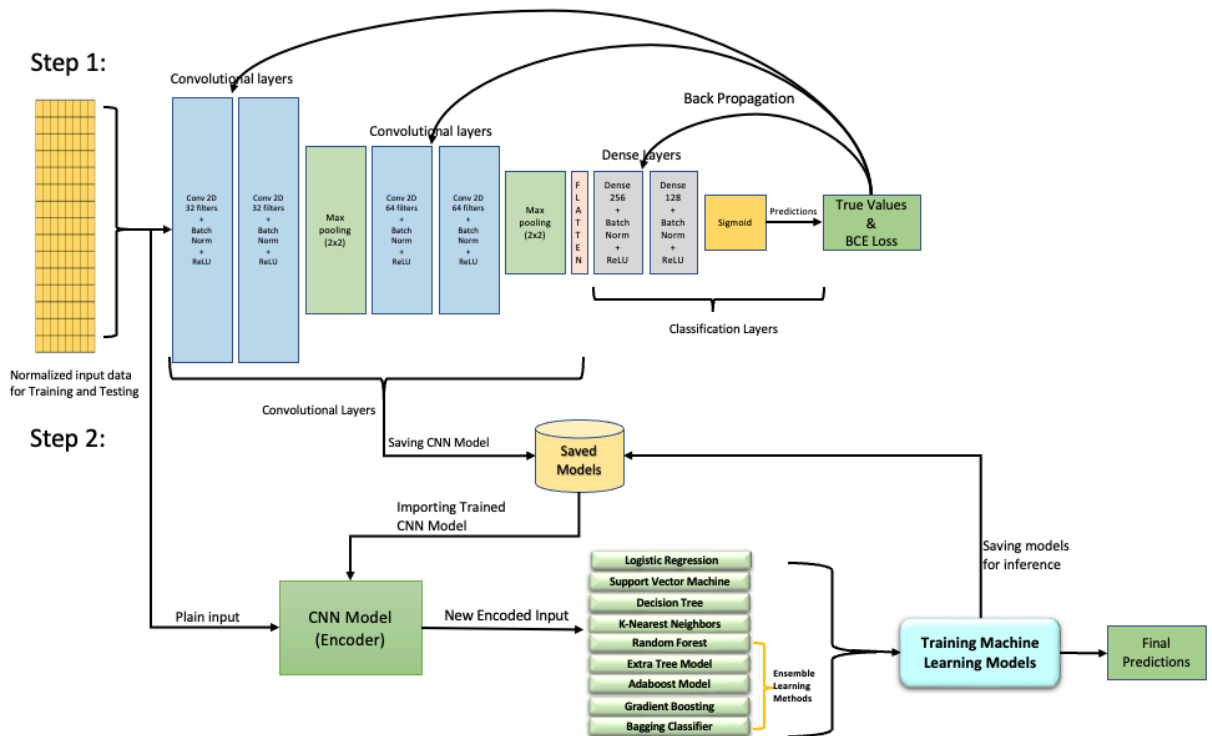 Step 1:
Convolutional layers
Back Propagation
Convolutional layers
Dense Layers
Conv 2D
32 filters
+
Batch
Norm
+
ReLU
Conv 2D
32 filters
+
Batch
Norm
+
ReLU
Max
pooling
(2x2)
Conv 2D
64 filters
+
Batch
Norm
+
ReLU
Conv 2D
64 filters
+
Batch
Norm
+
ReLU
Max
pooling
(2x2)
F
L
A
T
T
E
N
Dense
256
+
Batch
Norm
+
ReLU
Dense
128
+
Batch
Norm
+
ReLU
Sigmoid
Predictions
True Values
&
BCE Loss
Classification Layers
Normalized input data
for Training and Testing
Convolutional Layers
Step 2:
Saving CNN Model
Saved
Models
Importing Trained
CNN Model
Saving models
for inference
Plain input
CNN Model
(Encoder)
New Encoded Input
Logistic Regression
Support Vector Machine
Decision Tree
K-Nearest Neighbors
Random Forest
Extra Tree Model
Adaboost Model
Gradient Boosting
Bagging Classifier
Ensemble
Learning
Methods
Training Machine
Learning Models
Final
Predictions